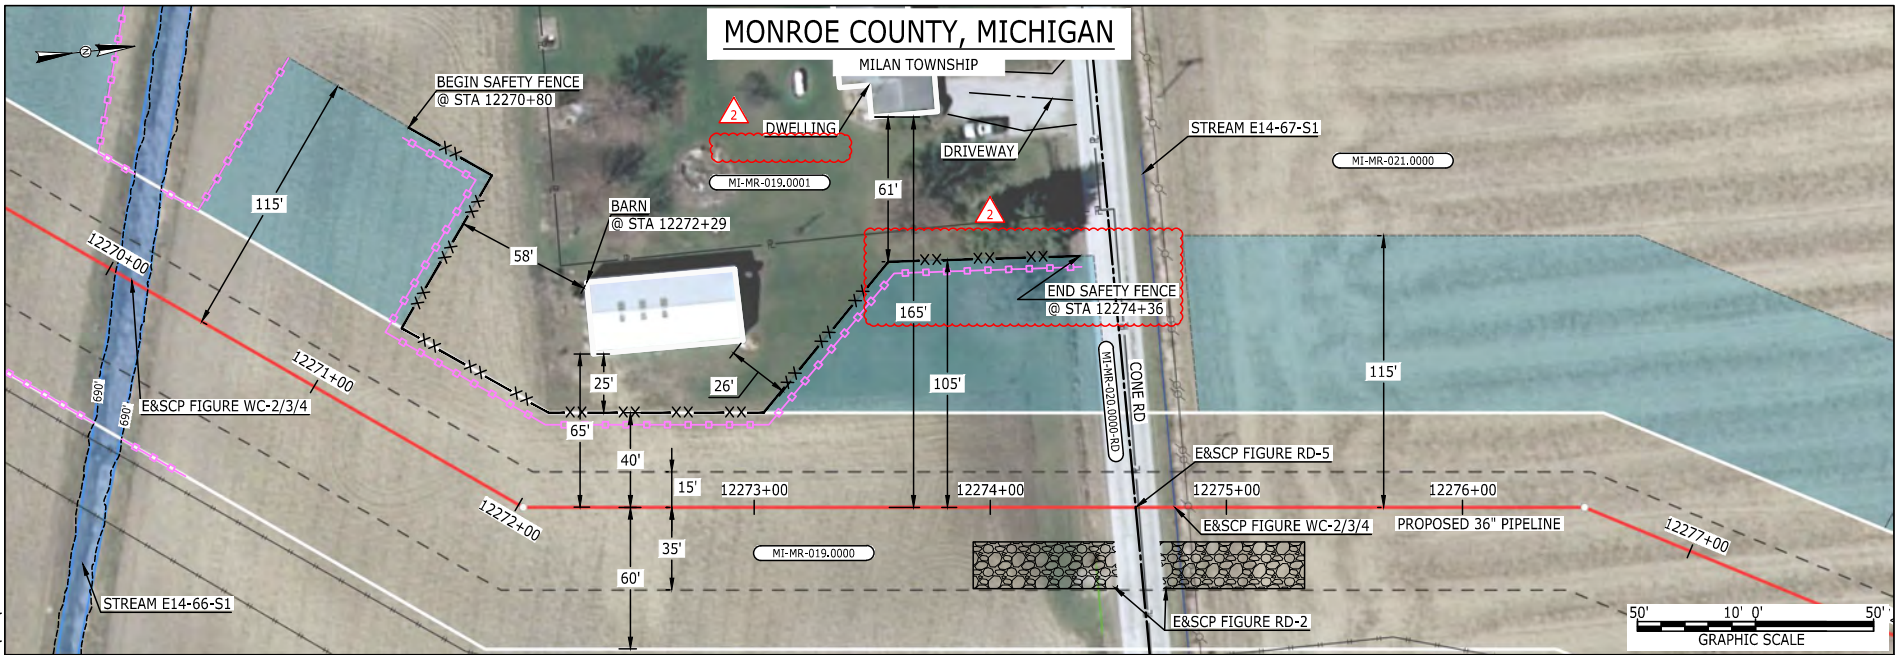 MONROE COUNTY, MICHIGAN
MILAN TOWNSHIP
N
BEGIN SAFETY FENCE
@ STA 12270+80
2
DWELLING
DRIVEWAY
STREAM E14-67-S1
MI-MR-021.0000
MI-MR-019.0001
115'
61'
BARN
@ STA 12272+29
2
58'
12270+00
END SAFETY FENCE
@ STA 12274+36
165'
12271+00
25'
26'
105'
MI-MR-020.0000-RD
CONE RD
115'
690'
690'
E&SCP FIGURE WC-2/3/4
65'
40'
E&SCP FIGURE RD-5
15'
12273+00
12274+00
12275+00
12276+00
12272+00
E&SCP FIGURE WC-2/3/4
PROPOSED 36" PIPELINE
12277+00
35'
MI-MR-019.0000
60'
STREAM E14-66-S1
E&SCP FIGURE RD-2
50' 10' 0' 50'
GRAPHIC SCALE